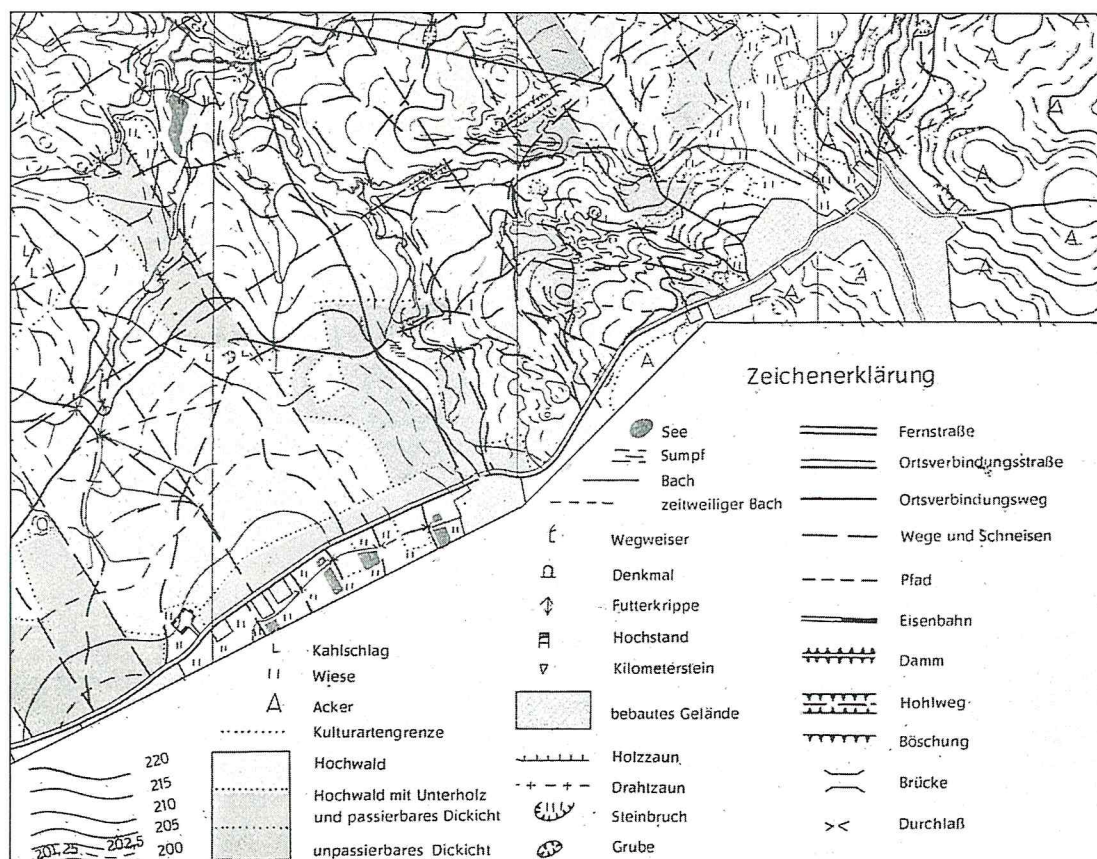 Zeichenerklärung
See
Sumpf
Bach
zeitweiliger Bach
Wegweiser
Denkmal
Futterkrippe
Hochstand
Kilometerstein
bebautes Gelände
Holzzaun
Drahtzaun
Steinbruch
Grube
Fernstraße
Ortsverbindungsstraße
Ortsverbindungsweg
Wege und Schneisen
Pfad
Eisenbahn
Damm
Hohlweg
Böschung
Brücke
Durchlaß
Kahlschlag
Wiese
Acker
Kulturartengrenze
Hochwald
Hochwald mit Unterholz
und passierbares Dickicht
unpassierbares Dickicht
220
215
210
205
201,25 202,5 200